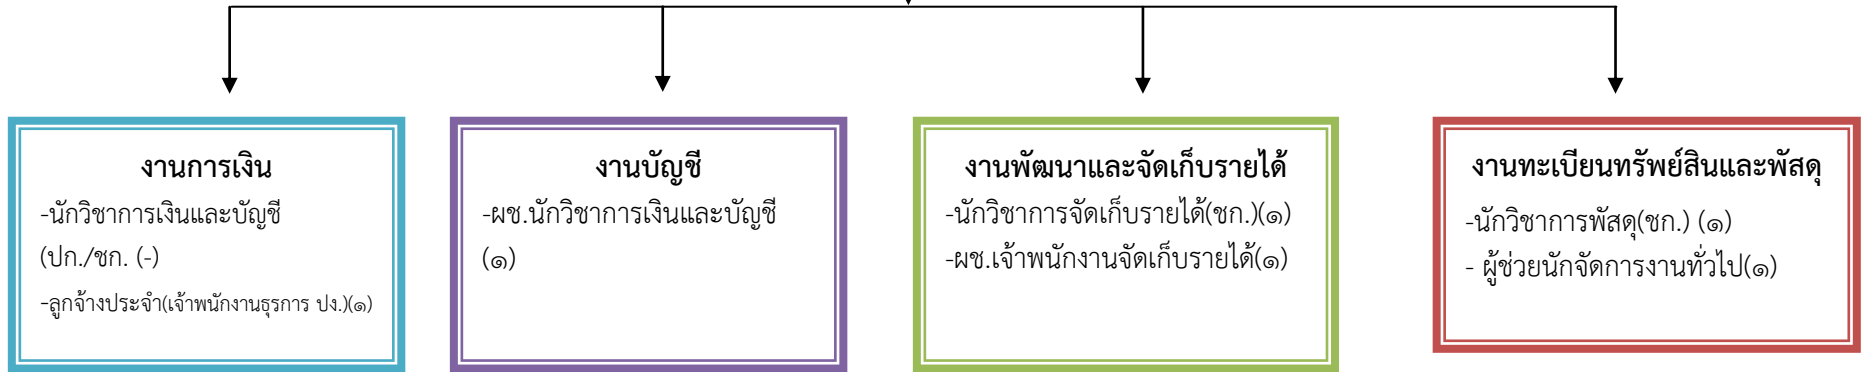 งานการเงิน
-นักวิชาการเงินและบัญชี
(ปก./ชก. (-)
-ลูกจ้างประจำ(เจ้าพนักงานธุรการ ปง.)(๑)
งานบัญชี
-ผช.นักวิชาการเงินและบัญชี
(๑)
งานพัฒนาและจัดเก็บรายได้
-นักวิชาการจัดเก็บรายได้(ชก.)(๑)
-ผช.เจ้าพนักงานจัดเก็บรายได้(๑)
งานทะเบียนทรัพย์สินและพัสดุ
-นักวิชาการพัสดุ(ชก.) (๑)
- ผู้ช่วยนักจัดการงานทั่วไป(๑)